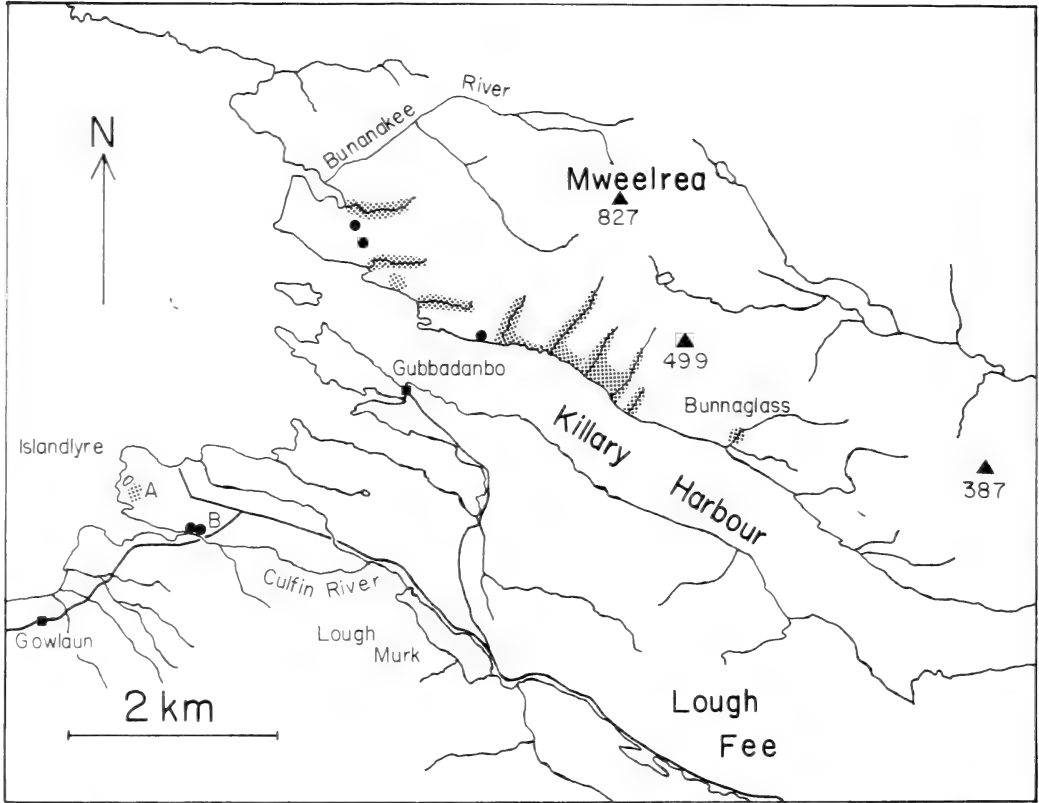 River
Bunanakee
N
Mweelrea
827
Gubbadanbo
499
Bunnaglass
Killary
Harbour
387
Islandlyre
A
B
Culfin River
Gowlaun
Lough
Murk
2 km
Lough
Fee